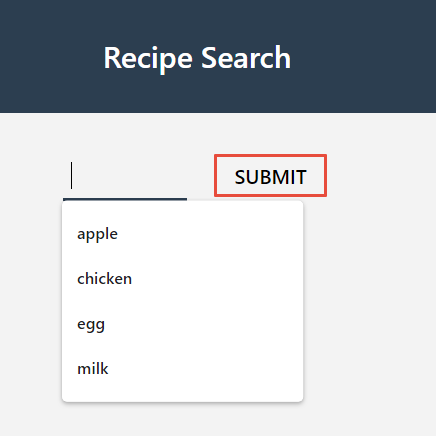 Recipe Search
SUBMIT
apple
chicken
egg
milk